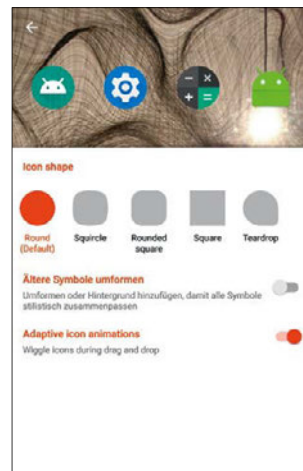 Icon shape
Round
(Default)
Squircle
Rounded
square
Square
Teardrop
Ältere Symbole umformen
Umformen oder Hintergrund hinzufügen, damit alle Symbole
stilistisch zusammenpassen
Adaptive icon animations
Wiggle icons during drag and drop